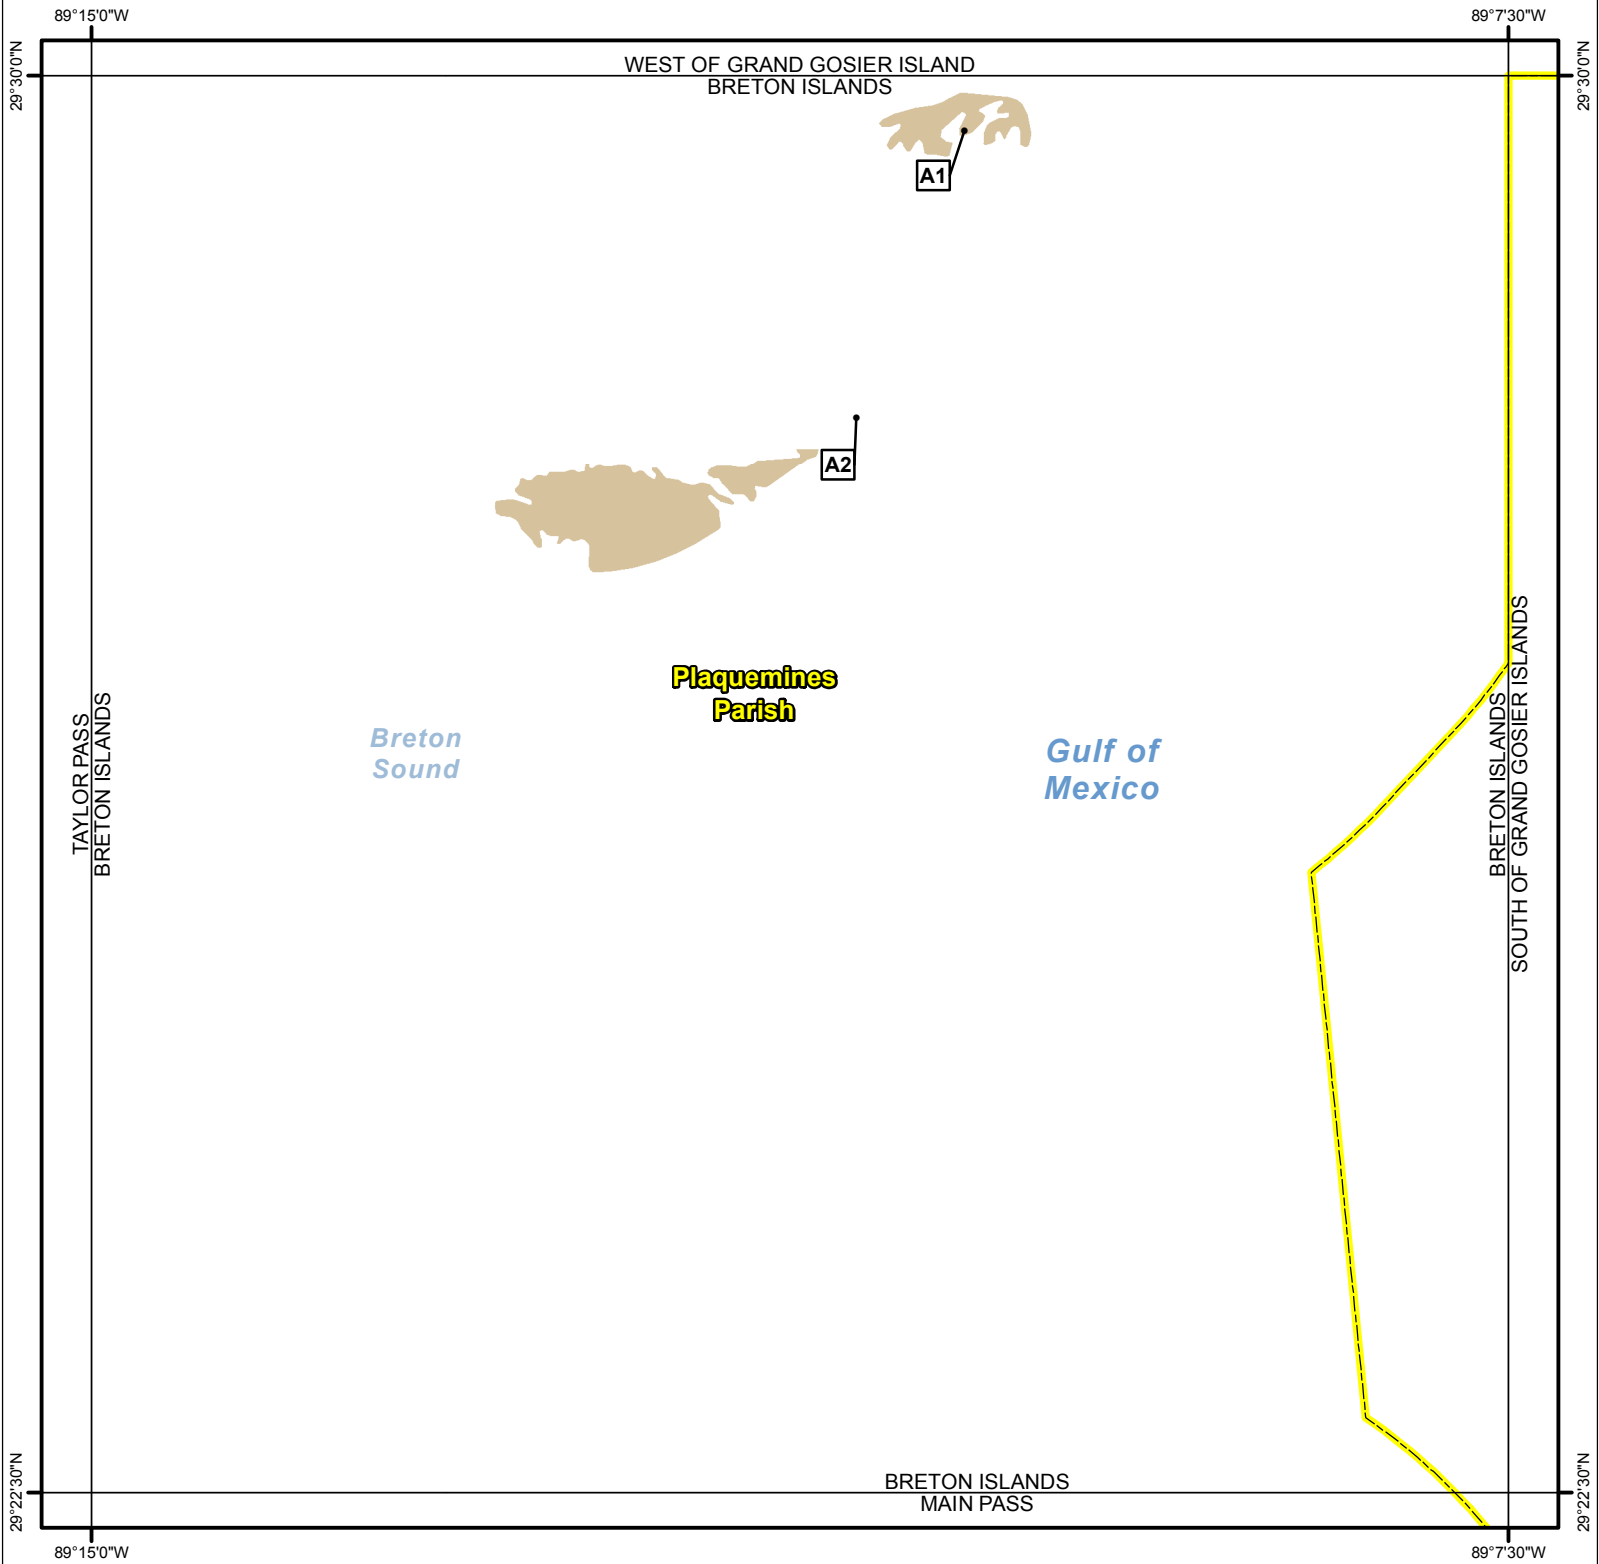 89°15'0"W
89°7'30"W
29°30'0"N
29°30'0"N
WEST OF GRAND GOSIER ISLAND
BRETON ISLANDS
A1
A2
Plaquemines
Parish
Breton
Sound
Gulf of
Mexico
TAYLOR PASS
BRETON ISLANDS
BRETON ISLANDS
SOUTH OF GRAND GOSIER ISLANDS
BRETON ISLANDS
MAIN PASS
29°22'30"N
29°22'30"N
89°15'0"W
89°7'30"W